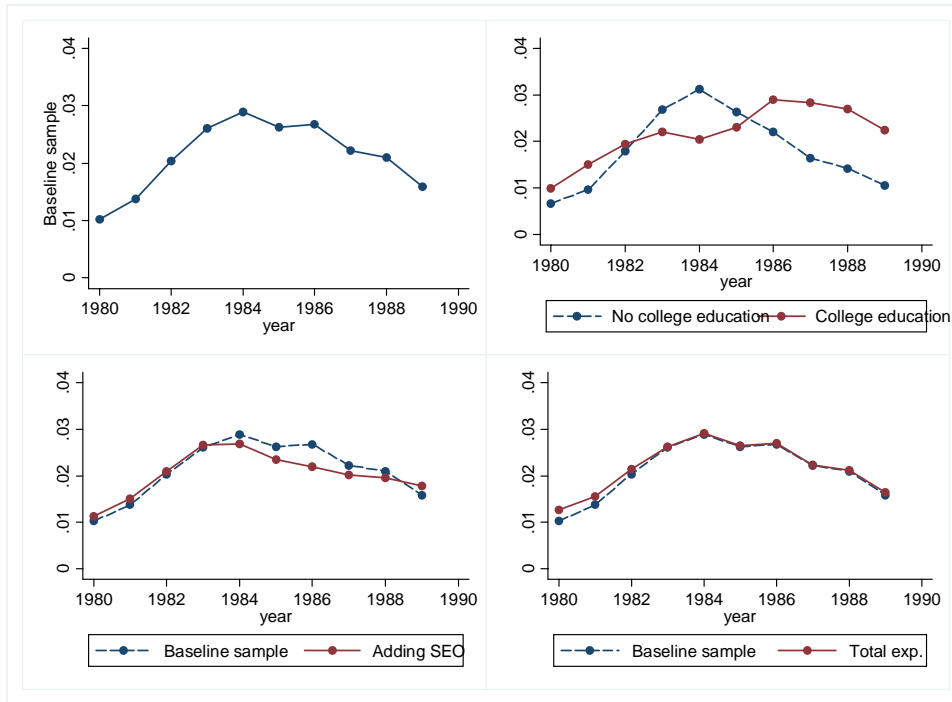 Baseline sample
.04
.03
.02
.01
0
1980 1982 1984 1986 1988 1990
year
.04
.03
.02
.01
0
1980 1982 1984 1986 1988 1990
year
No college education College education
.04
.03
.02
.01
0
1980 1982 1984 1986 1988 1990
year
Baseline sample Adding SEO
.04
.03
.02
.01
0
1980 1982 1984 1986 1988 1990
year
Baseline sample Total exp.